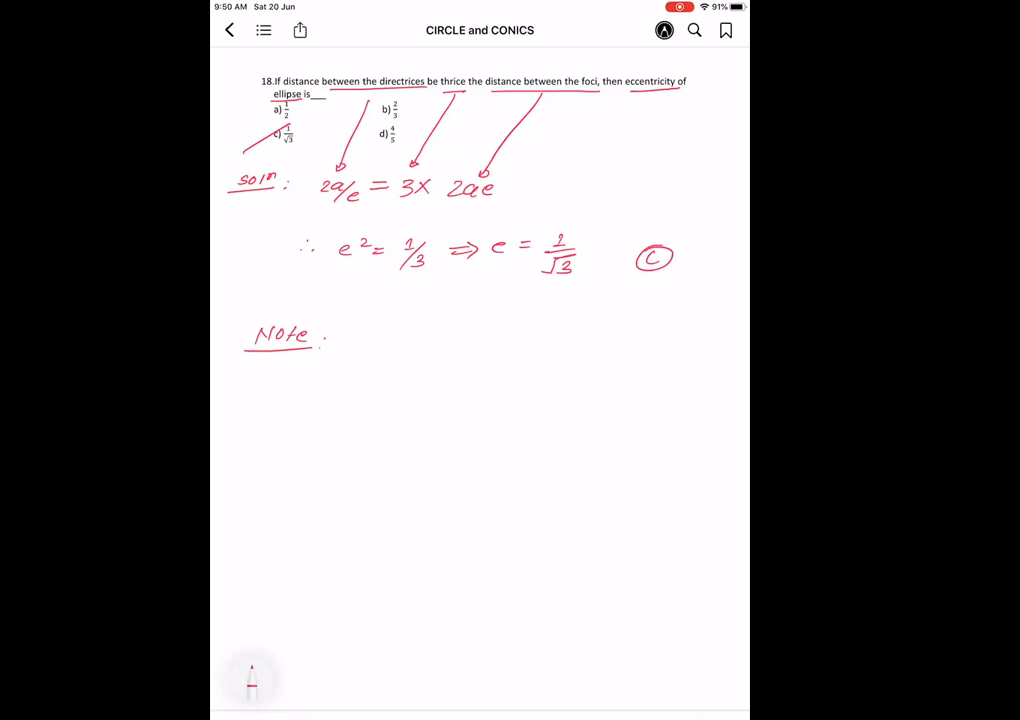 9:50 AM Sat 20 Jun 91%
CIRCLE and CONICS
18.If distance between the directrices be thrice the distance between the foci, then eccentricity of
ellipse is___
a) 1/2 b) 2/3
c) 1/√3 d) 4/5
Solⁿ : 2a/e = 3x 2ae
∴ e² = 1/3 ⇒ e = 1/√3 C
Note :